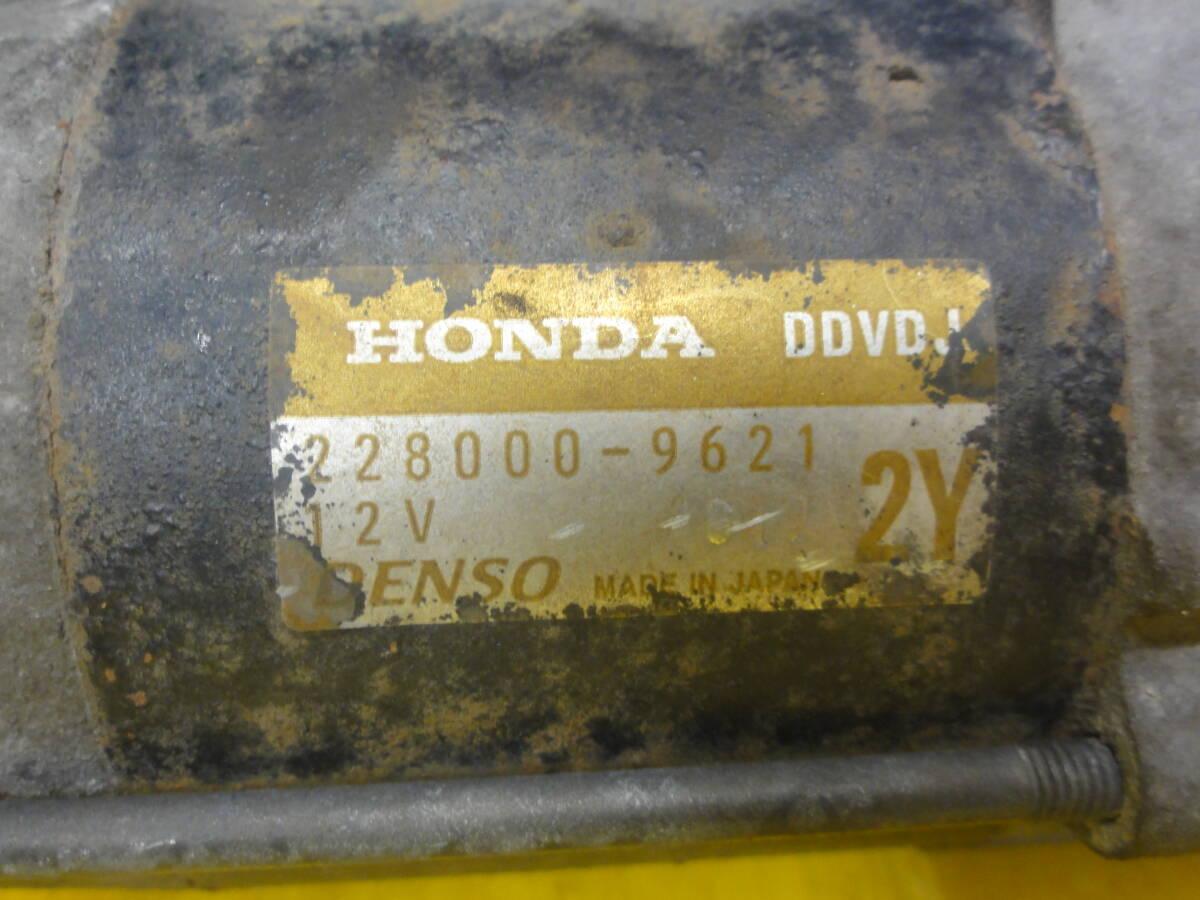 HONDA DDVDJ
228000-9621
12V 2Y
DENSO MADE IN JAPAN